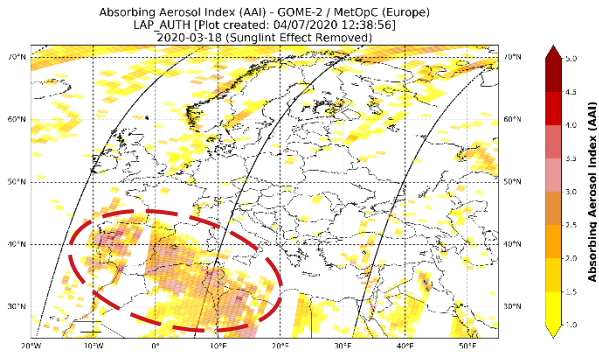 Absorbing Aerosol Index (AAI) - GOME-2 / MetOpC (Europe)
LAP_AUTH [Plot created: 04/07/2020 12:38:56]
2020-03-18 (Sunglint Effect Removed)
70°N 70°N
60°N 60°N
50°N 50°N
40°N 40°N
30°N 30°N
20°W 10°W 0° 10°E 20°E 30°E 40°E 50°E
5.0
4.5
4.0
3.5
3.0
2.5
2.0
1.5
1.0
Absorbing Aerosol Index (AAI)